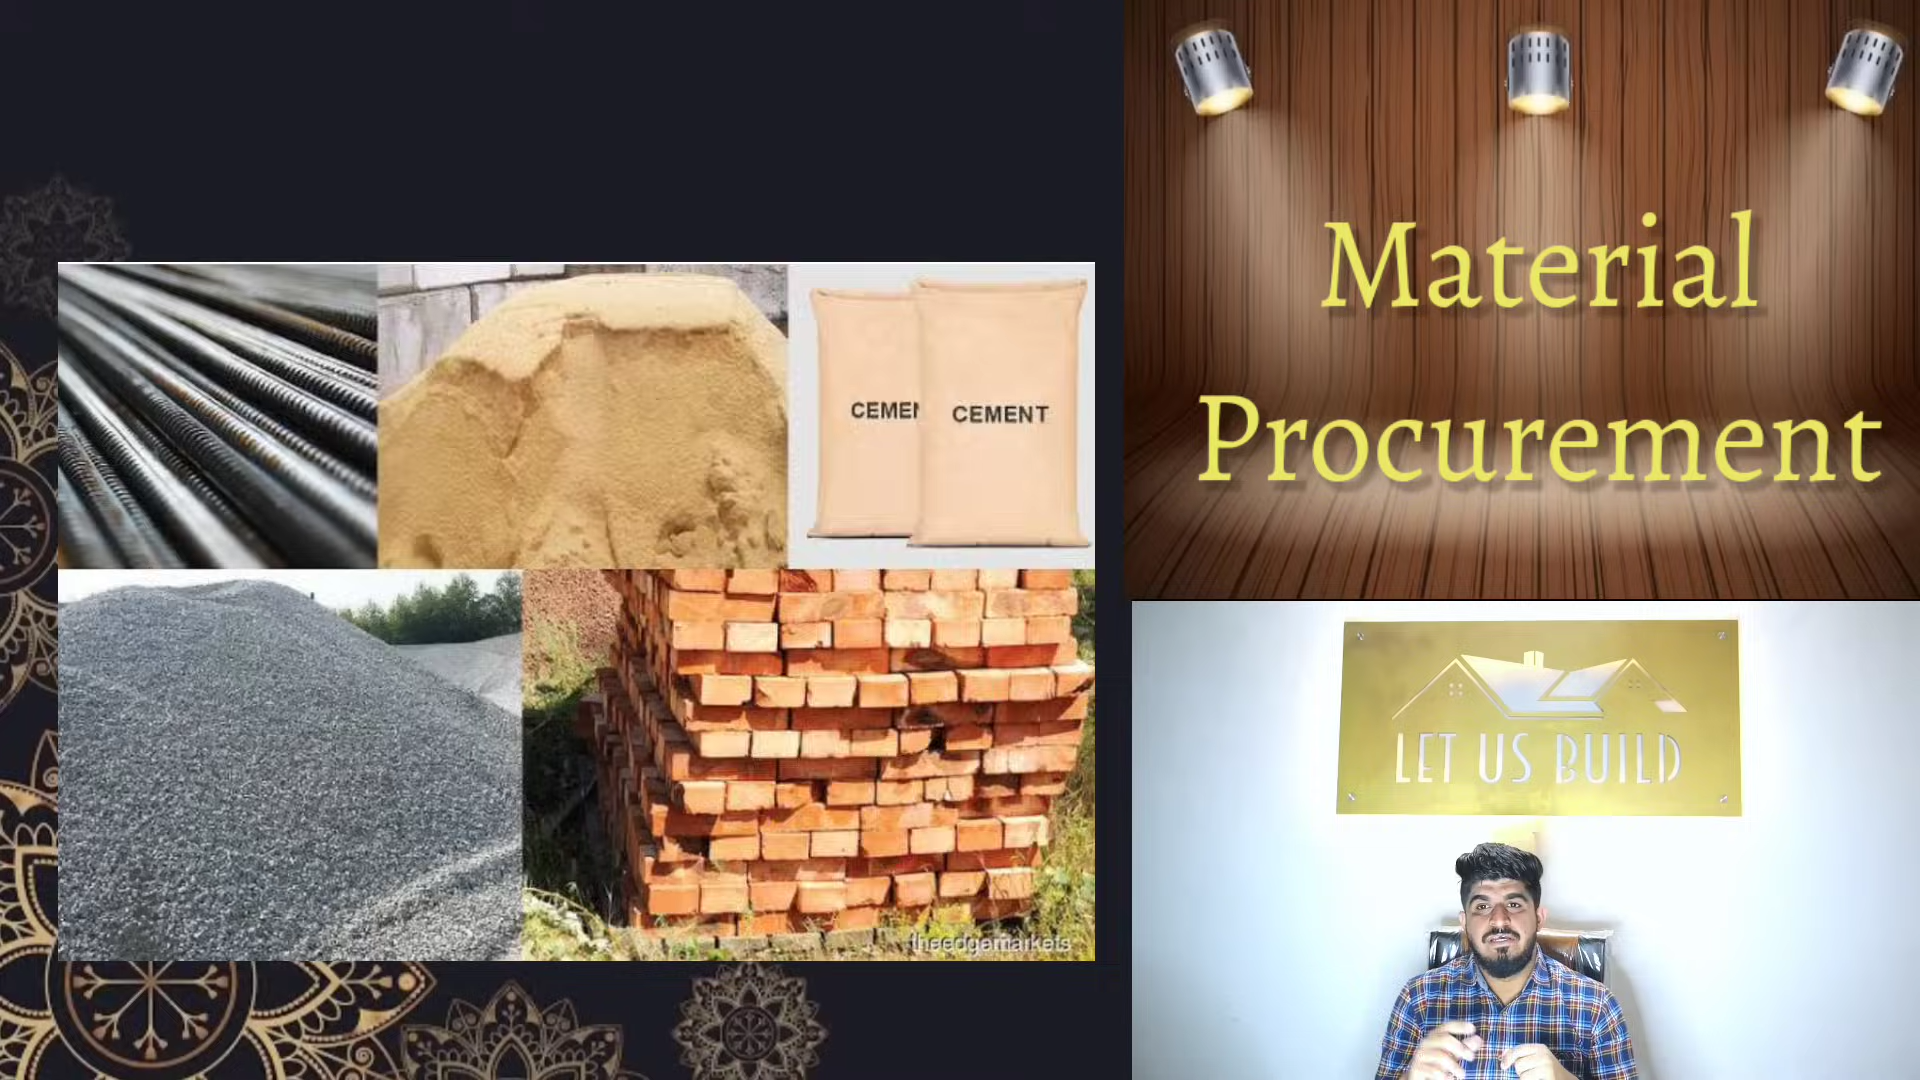 CEMEN
CEMENT
theedgemarkets
Material
Procurement
LET US BUILD